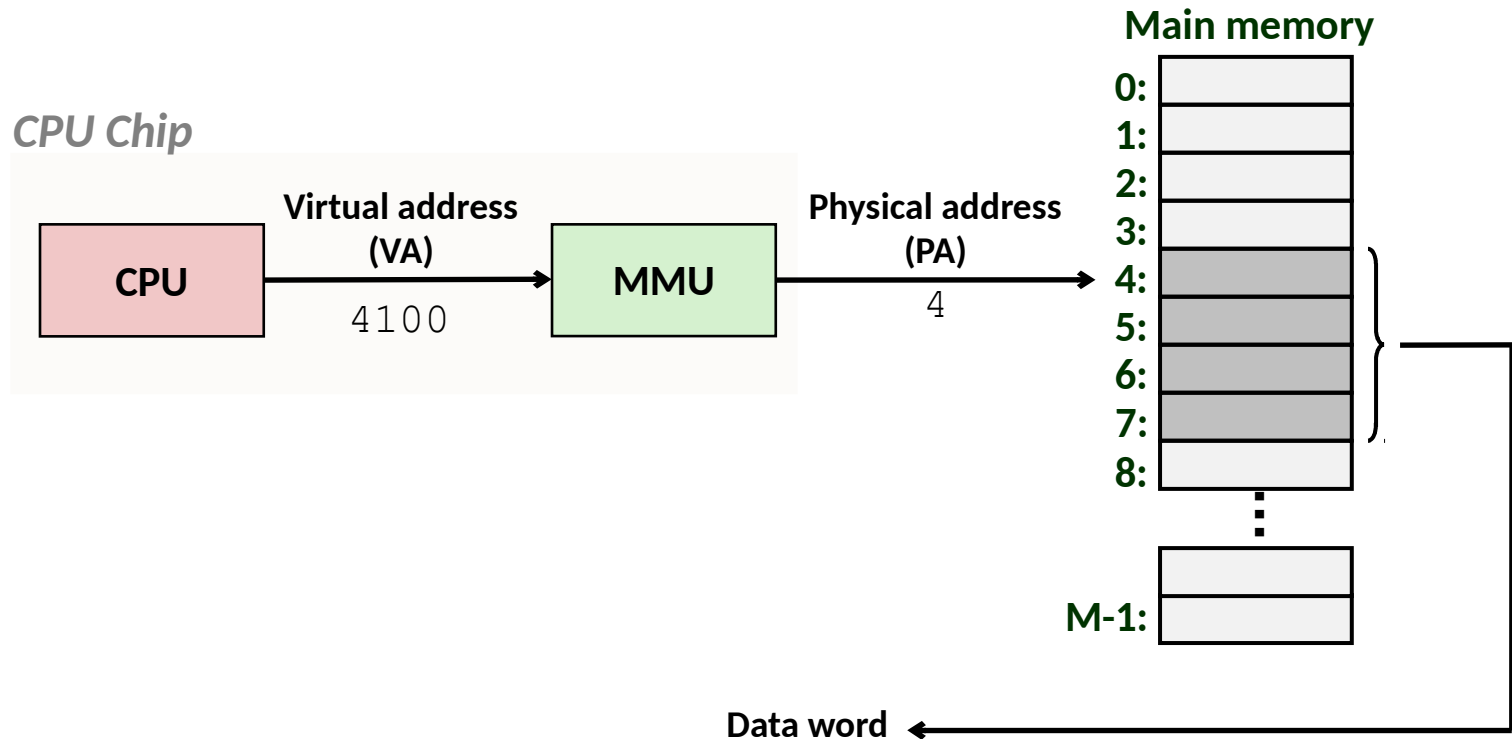 Main memory
CPU Chip
Virtual address
(VA)
Physical address
(PA)
CPU
MMU
4100
4
0:
1:
2:
3:
4:
5:
6:
7:
8:
M-1:
Data word